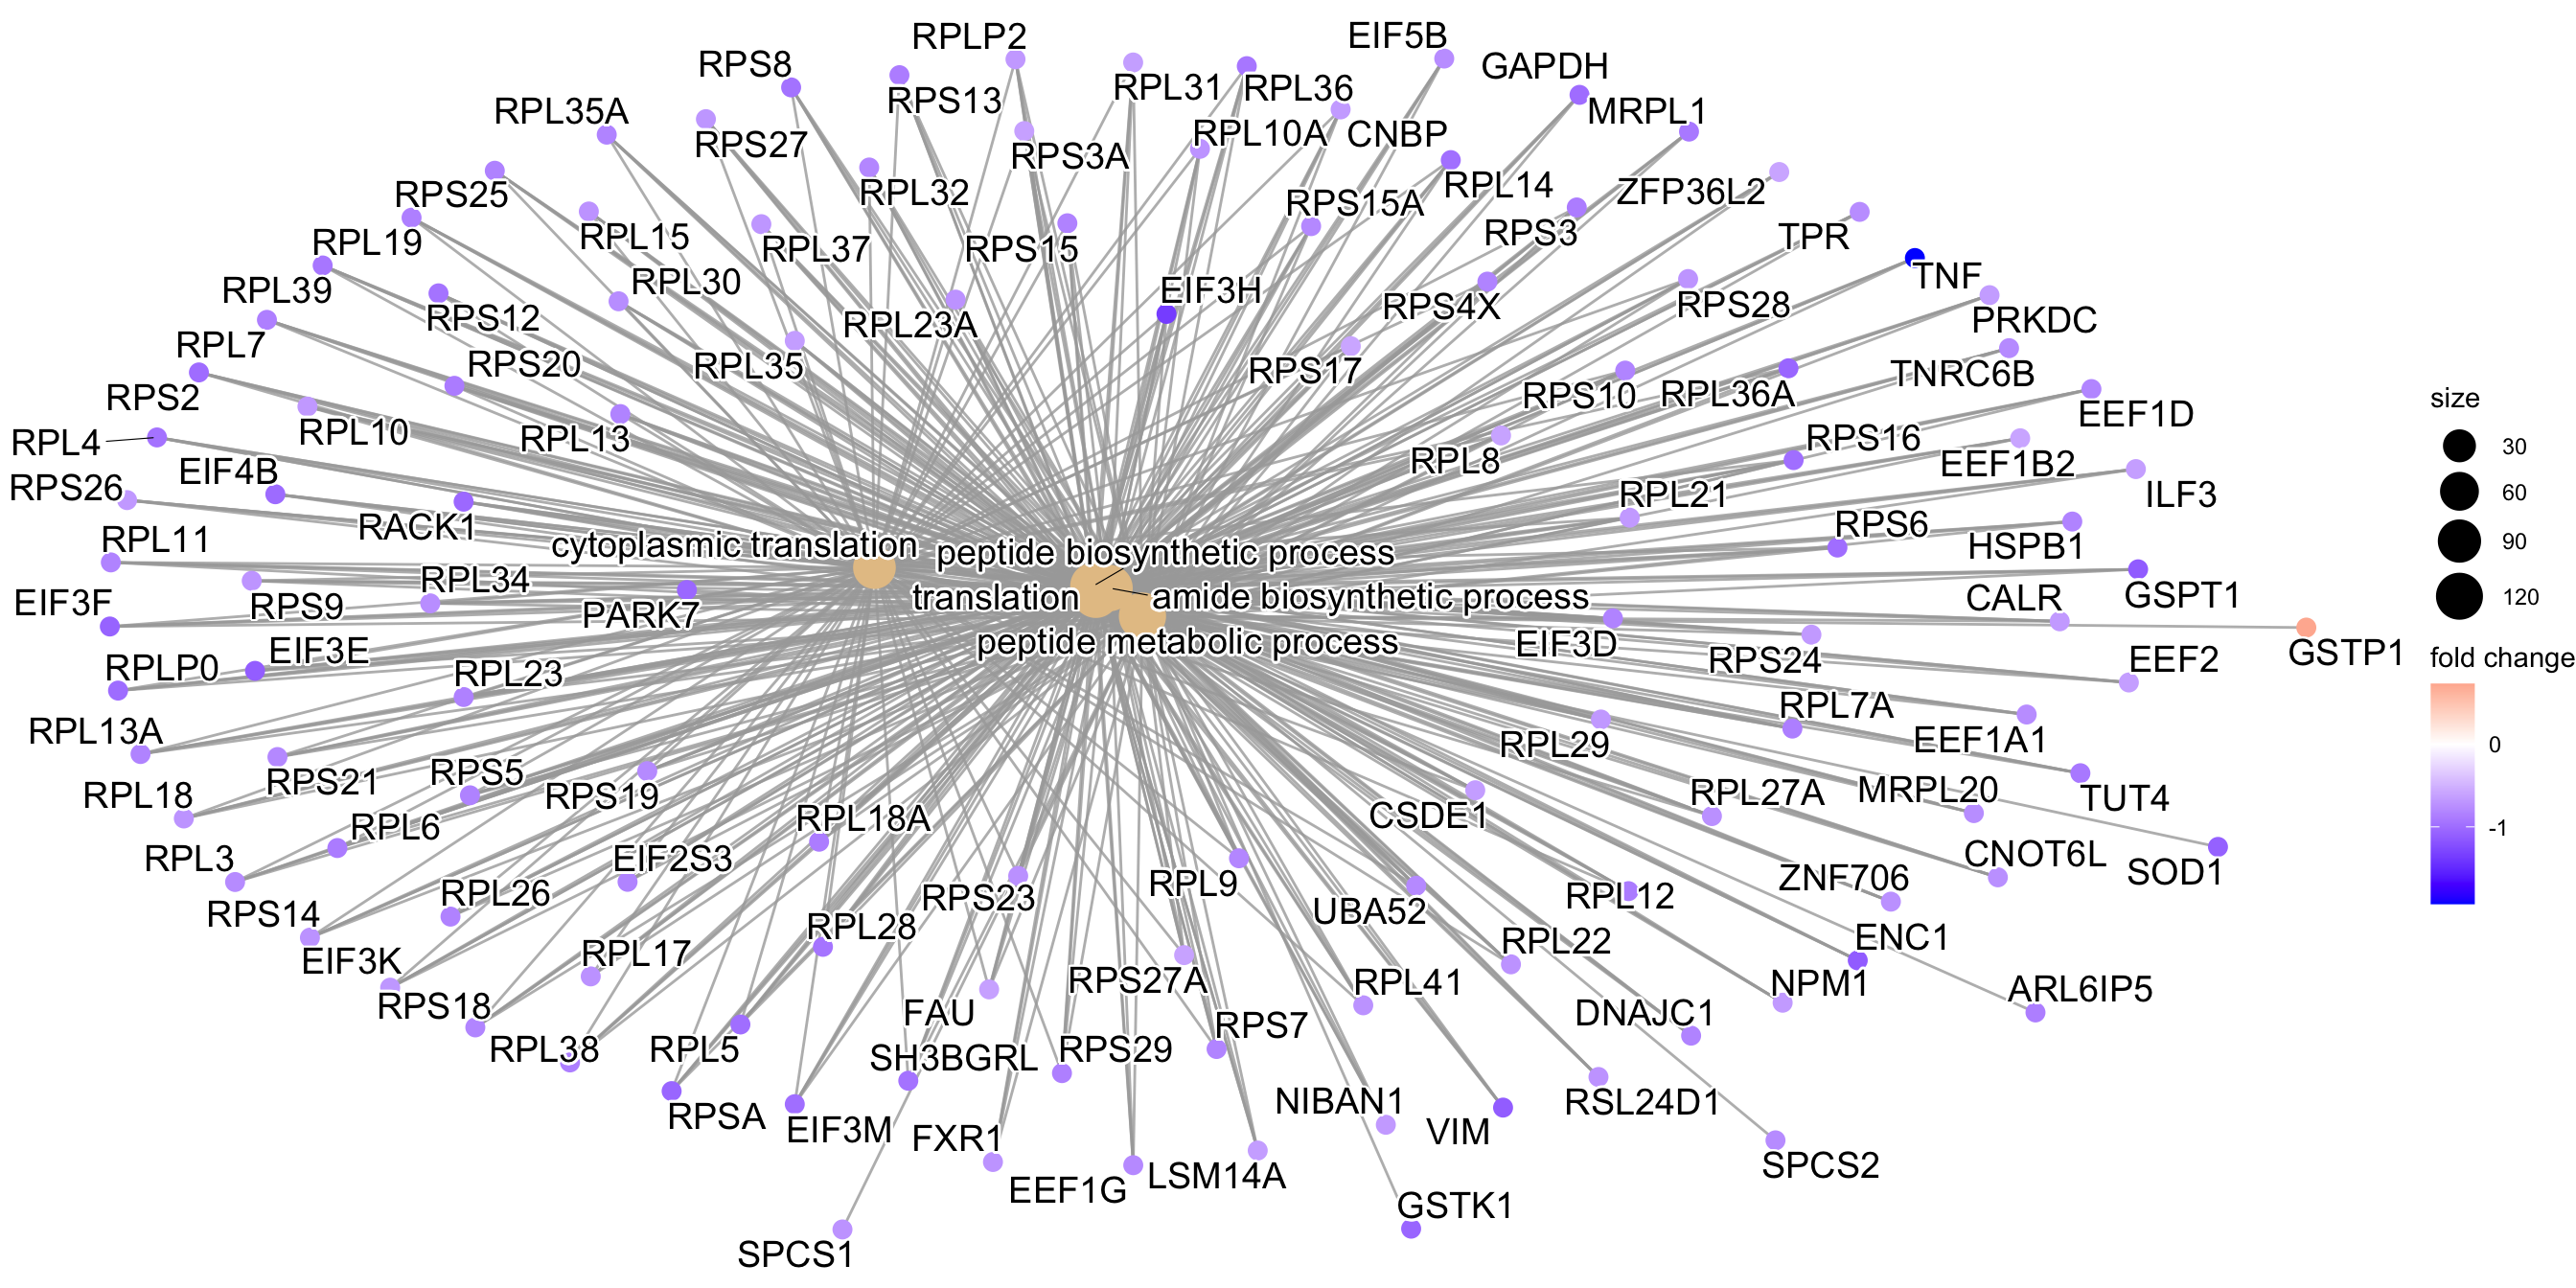 RPLP2
EIF5B
RPS8
GAPDH
RPL31
RPL36
RPS13
RPL35A
MRPL1
RPS27
RPL10A
CNBP
RPS3A
RPL14
RPS25
RPL32
ZFP36L2
RPS15A
RPL19
RPL15
RPL37
RPS15
RPS3
TPR
RPL39
RPL30
EIF3H
TNF
RPS12
RPL23A
RPS4X
RPS28
PRKDC
RPL7
RPS20
RPL35
RPS17
TNRC6B
RPS2
RPS10
RPL36A
EEF1D
size
RPL4
RPL10
RPL13
RPS16
30
EIF4B
RPL8
EEF1B2
RPS26
RPL21
ILF3
60
RACK1
RPS6
RPL11
cytoplasmic translation
peptide biosynthetic process
HSPB1
90
RPL34
EIF3F
RPS9
PARK7
translation
amide biosynthetic process
CALR
GSPT1
120
EIF3E
peptide metabolic process
EIF3D
RPLP0
RPL23
RPS24
EEF2
GSTP1
fold change
RPL13A
RPL7A
RPL29
EEF1A1
0
RPL18
RPS21
RPS5
RPS19
RPL27A
MRPL20
TUT4
RPL6
RPL18A
CSDE1
-1
RPL3
EIF2S3
CNOT6L
SOD1
RPS14
RPL26
RPS23
RPL9
UBA52
RPL12
ZNF706
EIF3K
RPL17
RPL28
RPL22
ENC1
RPS18
RPS27A
RPL41
NPM1
ARL6IP5
FAU
RPS7
DNAJC1
RPL38
RPL5
SH3BGRL
RPS29
RPSA
EIF3M
FXR1
NIBAN1
VIM
RSL24D1
EEF1G
LSM14A
SPCS2
SPCS1
GSTK1